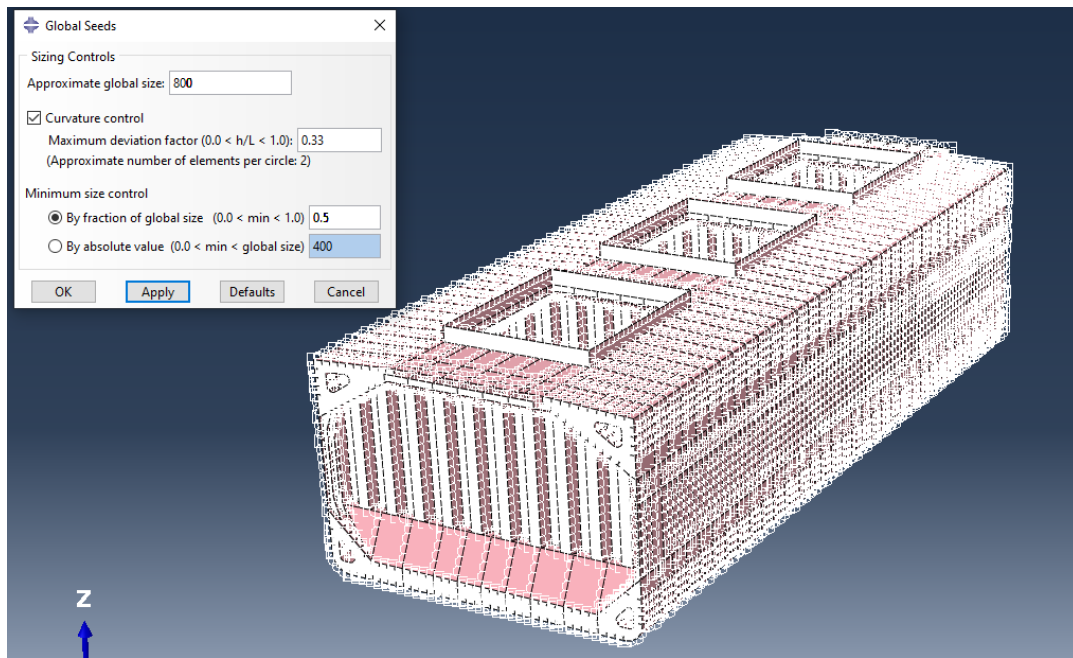 Global Seeds
Sizing Controls
Approximate global size: 800
Curvature control
Maximum deviation factor (0.0 < h/L < 1.0): 0.33
(Approximate number of elements per circle: 2)
Minimum size control
By fraction of global size (0.0 < min < 1.0) 0.5
By absolute value (0.0 < min < global size) 400
OK Apply Defaults Cancel
Z